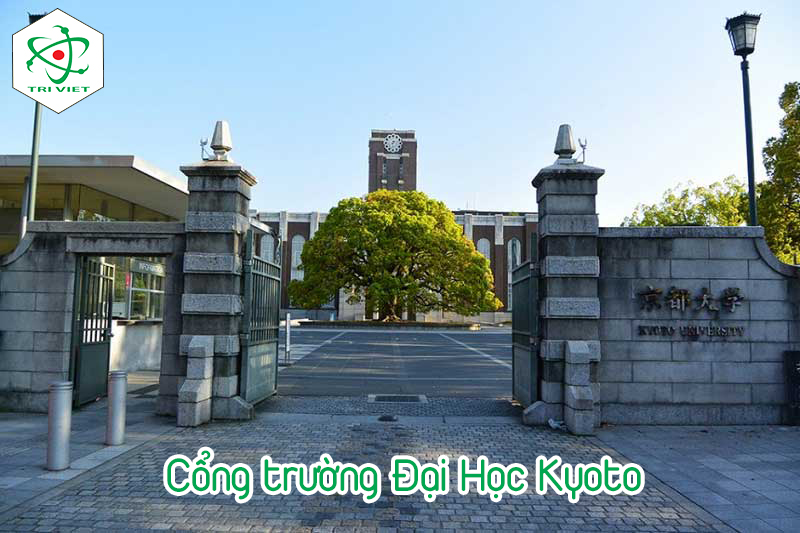 TRI VIET
京都大学
KYOTO UNIVERSITY
Cổng trường Đại Học Kyoto